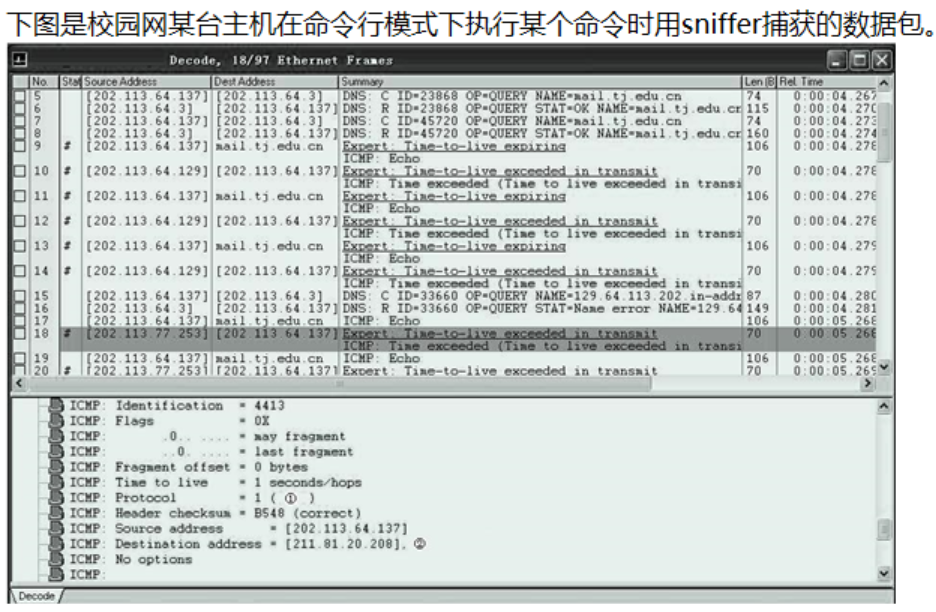 下图是校园网某台主机在命令行模式下执行某个命令时用sniffer捕获的数据包。
Decode, 18/97 Ethernet Frames
No. Stat Source Address Dest Address Summary Len (B Rel. Time
5 [202.113.64.137] [202.113.64.3] DNS: C ID=23868 OP=QUERY NAME=mail.tj.edu.cn 74 0:00:04.267
6 [202.113.64.3] [202.113.64.137] DNS: R ID=23868 OP=QUERY STAT=OK NAME=mail.tj.edu.cr 115 0:00:04.270
7 [202.113.64.137] [202.113.64.3] DNS: C ID=45720 OP=QUERY NAME=mail.tj.edu.cn 74 0:00:04.273
8 [202.113.64.3] [202.113.64.137] DNS: R ID=45720 OP=QUERY STAT=OK NAME=mail.tj.edu.cr 160 0:00:04.274
9 # [202.113.64.137] mail.tj.edu.cn Expert: Time-to-live expiring 106 0:00:04.278
ICMP: Echo
10 # [202.113.64.129] [202.113.64.137] Expert: Time-to-live exceeded in transmit 70 0:00:04.278
ICMP: Time exceeded (Time to live exceeded in transi
11 # [202.113.64.137] mail.tj.edu.cn Expert: Time-to-live expiring 106 0:00:04.278
ICMP: Echo
12 # [202.113.64.129] [202.113.64.137] Expert: Time-to-live exceeded in transmit 70 0:00:04.278
ICMP: Time exceeded (Time to live exceeded in transi
13 # [202.113.64.137] mail.tj.edu.cn Expert: Time-to-live expiring 106 0:00:04.279
ICMP: Echo
14 # [202.113.64.129] [202.113.64.137] Expert: Time-to-live exceeded in transmit 70 0:00:04.279
ICMP: Time exceeded (Time to live exceeded in transi
15 [202.113.64.137] [202.113.64.3] DNS: C ID=33660 OP=QUERY NAME=129.64.113.202.in-addr 87 0:00:04.280
16 [202.113.64.3] [202.113.64.137] DNS: R ID=33660 OP=QUERY STAT=Name error NAME=129.64 149 0:00:04.281
17 [202.113.64.137] mail.tj.edu.cn ICMP: Echo 106 0:00:05.268
18 # [202.113.77.253] [202.113.64.137] Expert: Time-to-live exceeded in transmit 70 0:00:05.268
ICMP: Time exceeded (Time to live exceeded in transi
19 [202.113.64.137] mail.tj.edu.cn ICMP: Echo 106 0:00:05.268
20 # [202.113.77.253] [202.113.64.137] Expert: Time-to-live exceeded in transmit 70 0:00:05.269
ICMP: Identification = 4413
ICMP: Flags = 0X
ICMP: .0.. .... = may fragment
ICMP: ..0. .... = last fragment
ICMP: Fragment offset = 0 bytes
ICMP: Time to live = 1 seconds/hops
ICMP: Protocol = 1 ( ① )
ICMP: Header checksum = B548 (correct)
ICMP: Source address = [202.113.64.137]
ICMP: Destination address = [211.81.20.208], ②
ICMP: No options
ICMP:
Decode